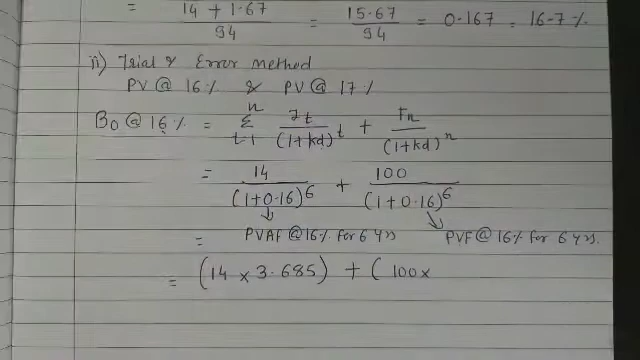 = 14 + 1.67 / 94 = 15.67 / 94 = 0.167 = 16.7 %
ii) Trial & Error method
PV @ 16 % & PV @ 17 %
B0 @ 16 % = Σ n t=1 It / (1+kd)^t + Fn / (1+kd)^n
= 14 / (1+0.16)^6 + 100 / (1+0.16)^6
= PVAF @ 16% for 6 yrs PVF @ 16% for 6 yrs.
= (14 × 3.685) + ( 100×